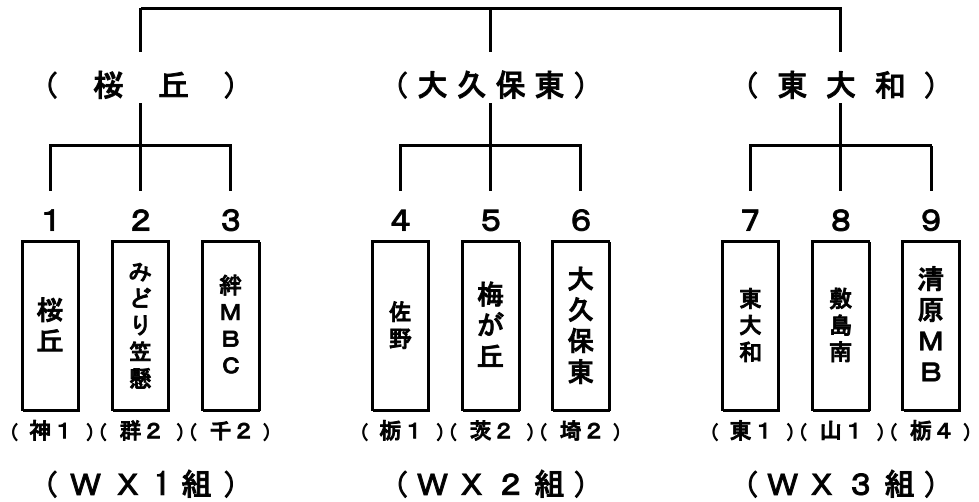 (桜丘) (大久保東) (東大和)
1 2 3 4 5 6 7 8 9
桜丘
みどり笠懸
絆MBC
佐野
梅が丘
大久保東
東大和
敷島南
清原MB
(神1) (群2) (千2) (栃1) (茨2) (埼2) (東1) (山1) (栃4)
(WX1組) (WX2組) (WX3組)